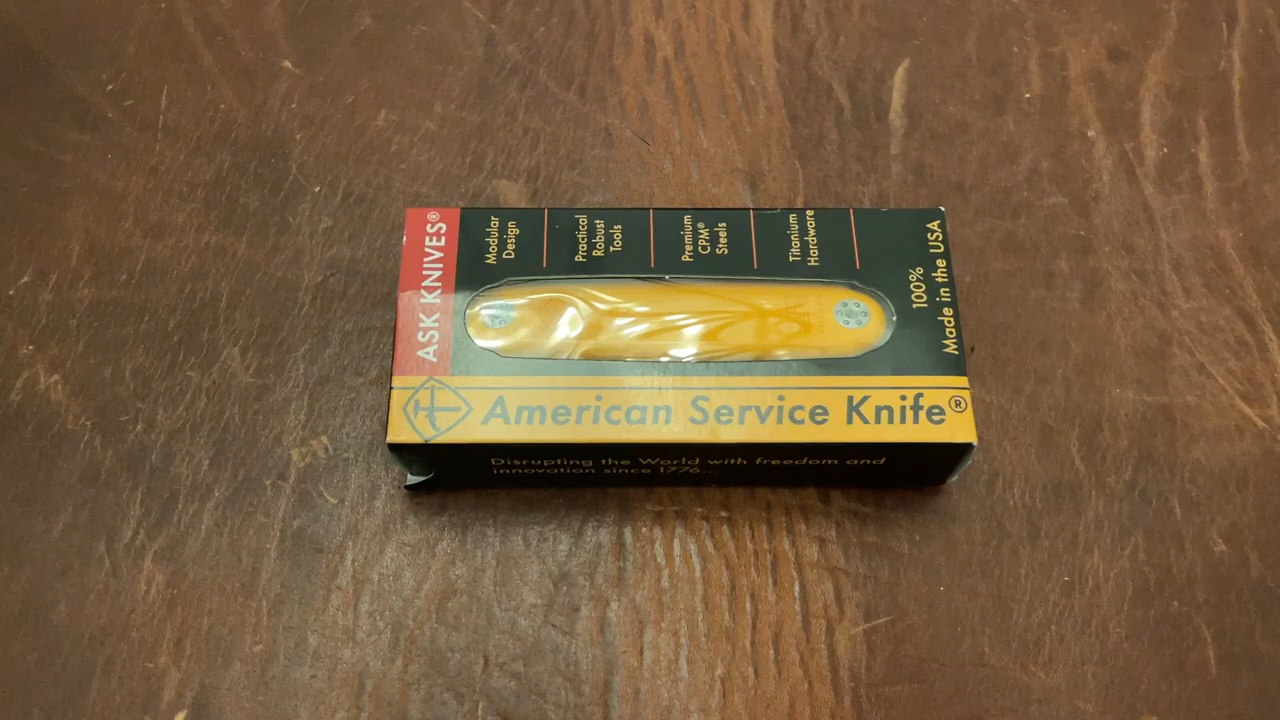 ASK KNIVES®
Modular
Design
Practical
Robust
Tools
Premium
CPM®
Steels
Titanium
Hardware
100%
Made in the USA
American Service Knife®
Disrupting the World with freedom and
innovation since 1776...